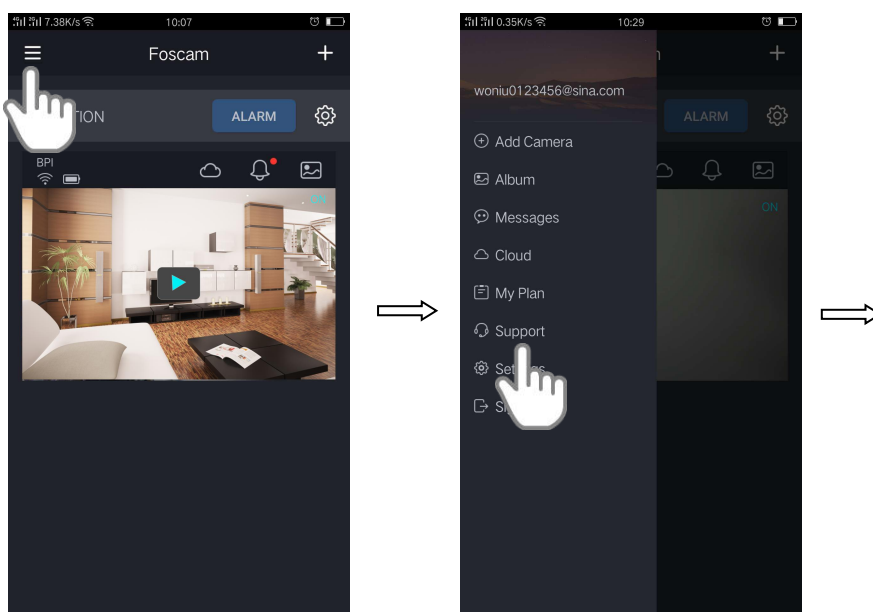 7.38K/s
10:07
Foscam
TION
ALARM
BPI
ON
0.35K/s
10:29
woniu0123456@sina.com
ALARM
Add Camera
Album
Messages
ON
Cloud
My Plan
Support